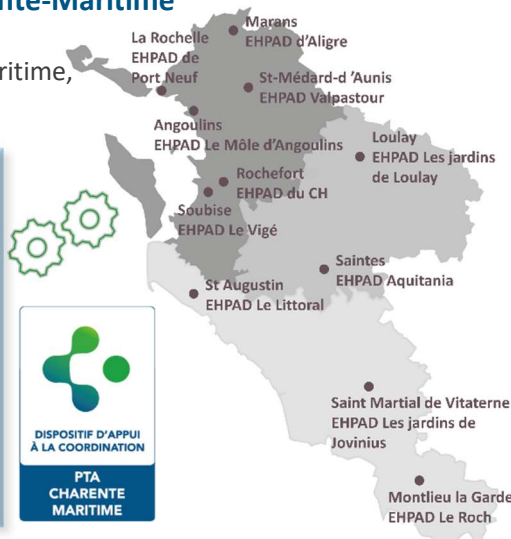 nte-Maritime
ritime,
Marans
EHPAD d'Aligre
La Rochelle
EHPAD de
Port Neuf
St-Médard-d 'Aunis
EHPAD Valpastour
Angoulins
EHPAD Le Môle d'Angoulins
Loulay
EHPAD Les jardins
de Loulay
Rochefort
EHPAD du CH
Soubise
EHPAD Le Vigé
Saintes
EHPAD Aquitania
St Augustin
EHPAD Le Littoral
Saint Martial de Vitaterne
EHPAD Les jardins de
Jovinius
Montlieu la Garde
EHPAD Le Roch
DISPOSITIF D'APPUI
À LA COORDINATION
PTA
CHARENTE
MARITIME